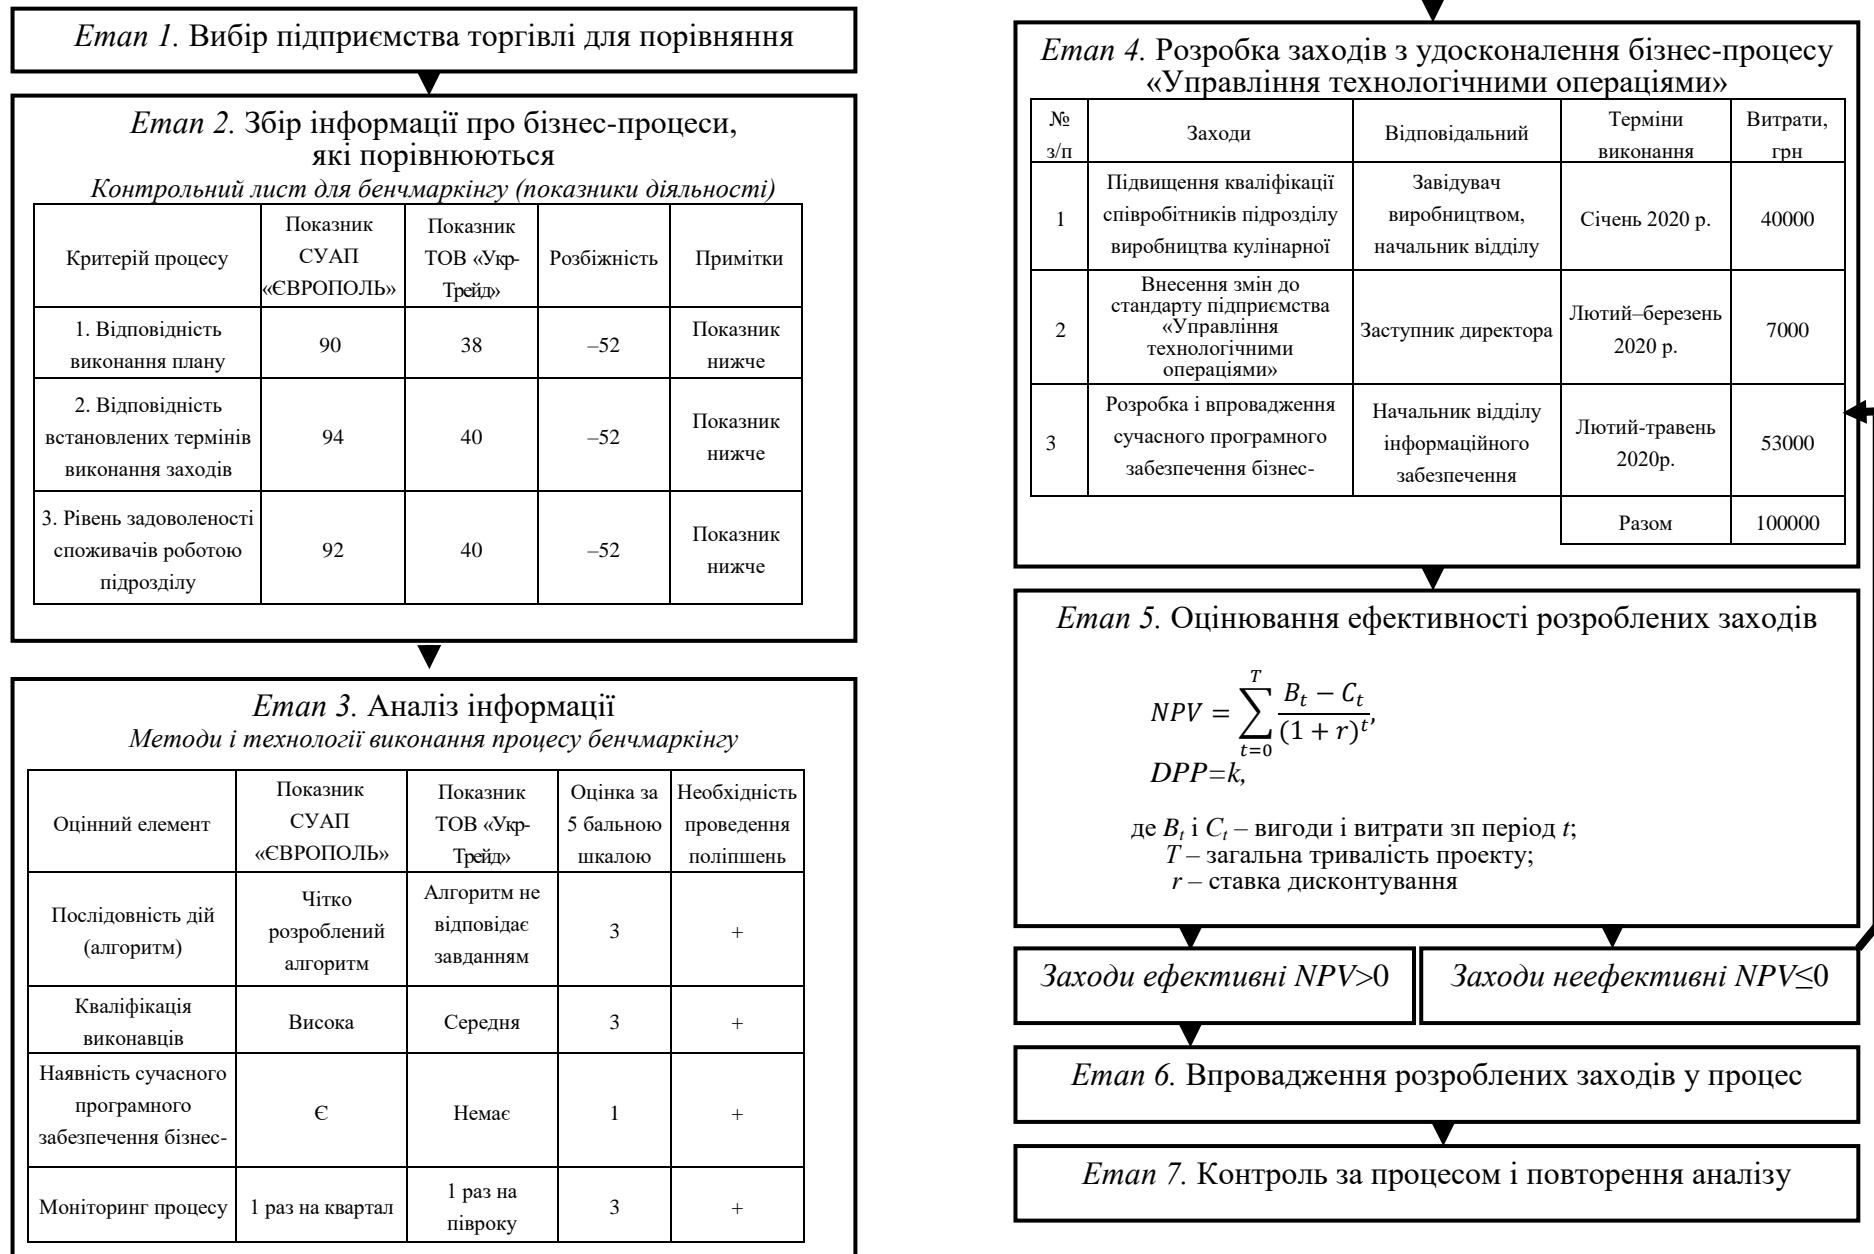 Етап 1. Вибір підприємства торгівлі для порівняння
Етап 2. Збір інформації про бізнес-процеси,
які порівнюються
Контрольний лист для бенчмаркінгу (показники діяльності)
Критерій процесу
Показник
СУАП
«ЄВРОПОЛЬ»
Показник
ТОВ «Укр-
Трейд»
Розбіжність
Примітки
1. Відповідність
виконання плану
90
38
–52
Показник
нижче
2. Відповідність
встановлених термінів
виконання заходів
94
40
–52
Показник
нижче
3. Рівень задоволеності
споживачів роботою
підрозділу
92
40
–52
Показник
нижче
Етап 3. Аналіз інформації
Методи і технології виконання процесу бенчмаркінгу
Оцінний елемент
Показник
СУАП
«ЄВРОПОЛЬ»
Показник
ТОВ «Укр-
Трейд»
Оцінка за
5 бальною
шкалою
Необхідність
проведення
поліпшень
Послідовність дій
(алгоритм)
Чітко
розроблений
алгоритм
Алгоритм не
відповідає
завданням
3
+
Кваліфікація
виконавців
Висока
Середня
3
+
Наявність сучасного
програмного
забезпечення бізнес-
Є
Немає
1
+
Моніторинг процесу
1 раз на квартал
1 раз на
півроку
3
+
Етап 4. Розробка заходів з удосконалення бізнес-процесу
«Управління технологічними операціями»
№
з/п
Заходи
Відповідальний
Терміни
виконання
Витрати,
грн
1
Підвищення кваліфікації
співробітників підрозділу
виробництва кулінарної
Завідувач
виробництвом,
начальник відділу
Січень 2020 р.
40000
2
Внесення змін до
стандарту підприємства
«Управління
технологічними
операціями»
Заступник директора
Лютий–березень
2020 р.
7000
3
Розробка і впровадження
сучасного програмного
забезпечення бізнес-
Начальник відділу
інформаційного
забезпечення
Лютий-травень
2020р.
53000
Разом
100000
Етап 5. Оцінювання ефективності розроблених заходів
NPV = ∑_{t=0}^{T} (B_t − C_t)/(1 + r)^t,
DPP=k,
де B_t і C_t – вигоди і витрати зп період t;
T – загальна тривалість проекту;
r – ставка дисконтування
Заходи ефективні NPV>0
Заходи неефективні NPV≤0
Етап 6. Впровадження розроблених заходів у процес
Етап 7. Контроль за процесом і повторення аналізу